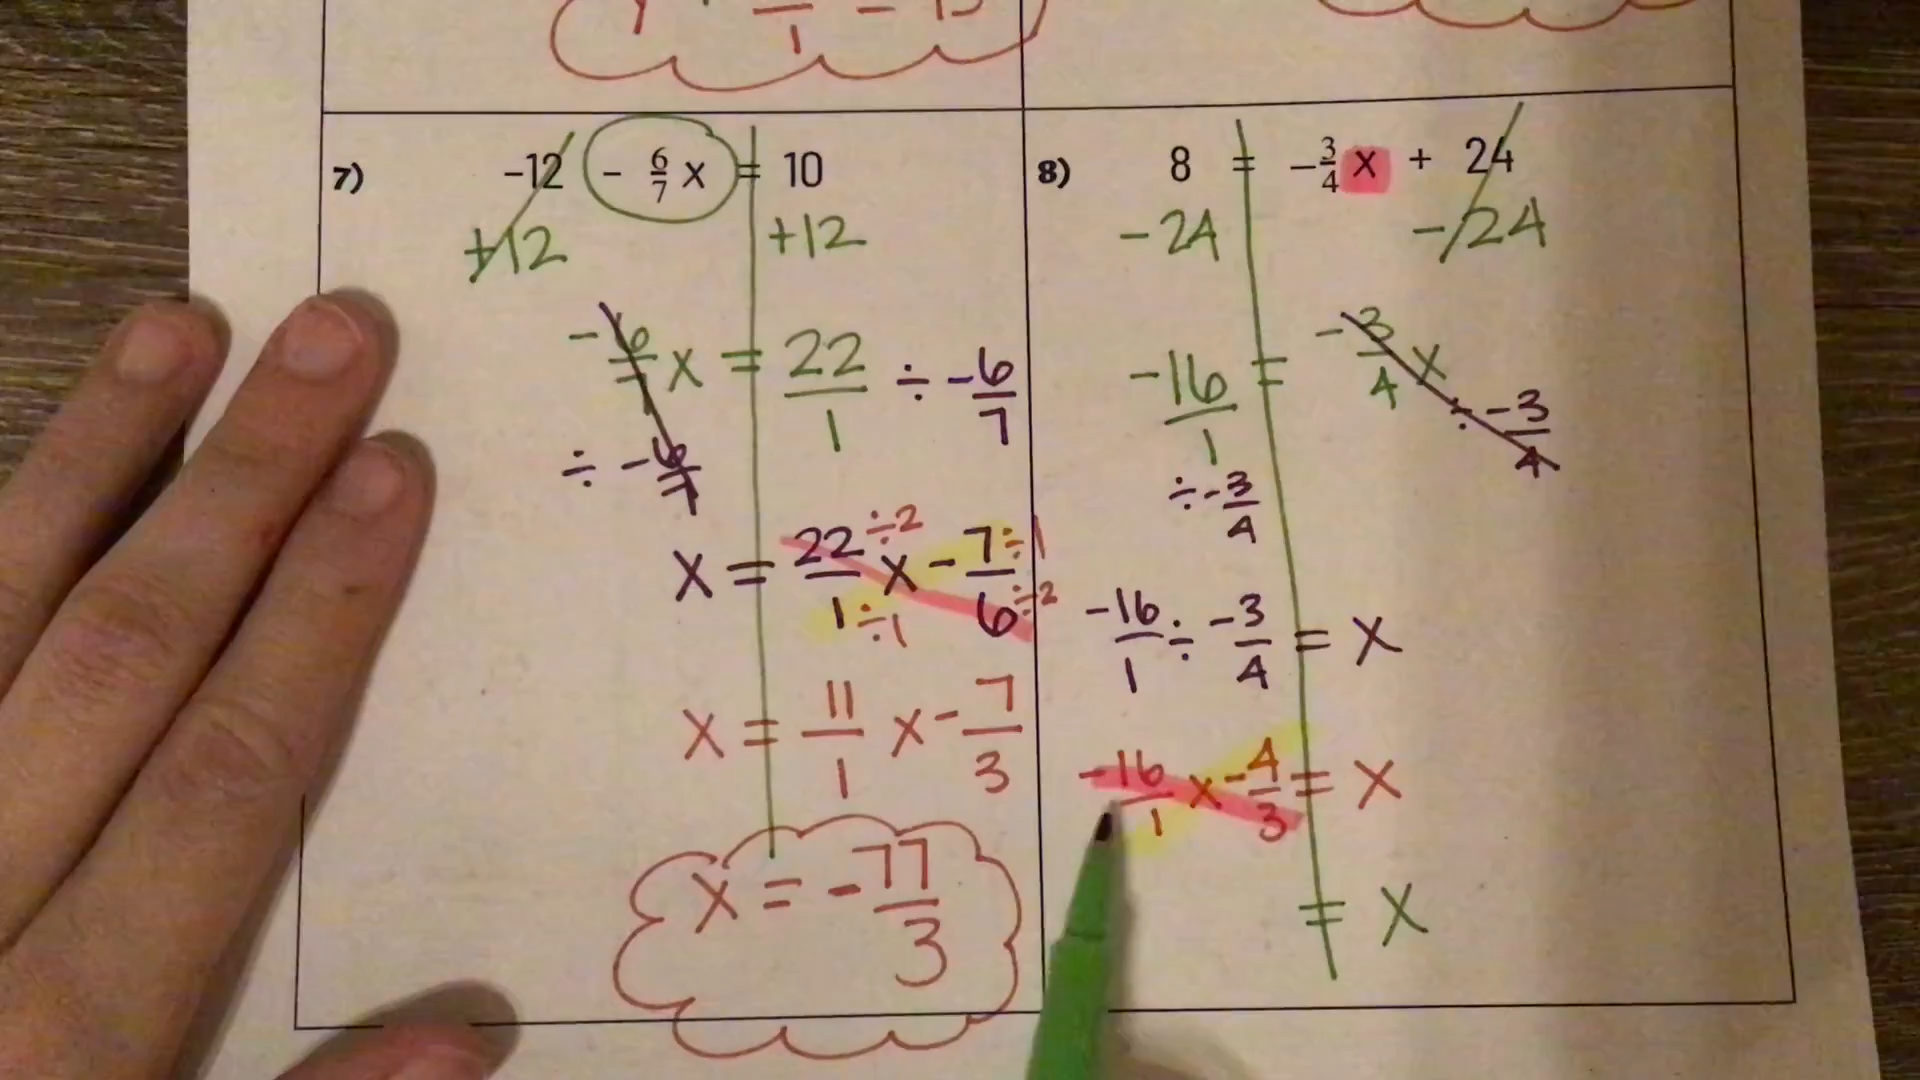 1
7) -12 - 6/7 x = 10
+12 +12
- 6/7 x = 22/1 ÷ - 6/7
÷ - 6/7
x = 22/1 x - 7/6
÷2 ÷1
÷1 ÷2
x = 11/1 x - 7/3
x = - 77/3
8) 8 = - 3/4 x + 24
- 24 - 24
-16/1 = - 3/4 x ÷ - 3/4
÷ - 3/4
-16/1 ÷ -3/4 = x
-16/1 x - 4/3 = x
= x